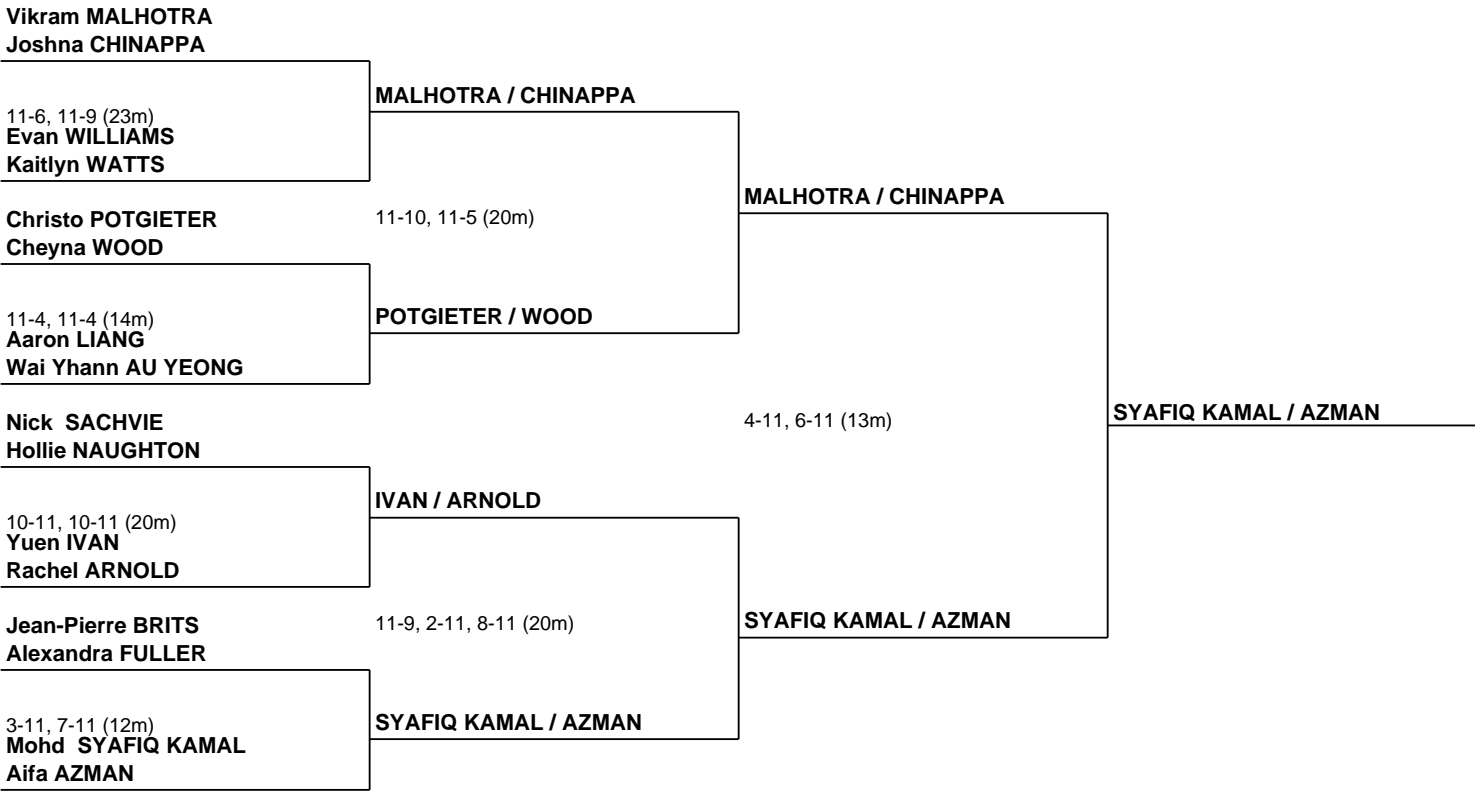 Vikram MALHOTRA
Joshna CHINAPPA
MALHOTRA / CHINAPPA
11-6, 11-9 (23m)
Evan WILLIAMS
Kaitlyn WATTS
MALHOTRA / CHINAPPA
Christo POTGIETER
11-10, 11-5 (20m)
Cheyna WOOD
11-4, 11-4 (14m)
POTGIETER / WOOD
Aaron LIANG
Wai Yhann AU YEONG
SYAFIQ KAMAL / AZMAN
Nick  SACHVIE
4-11, 6-11 (13m)
Hollie NAUGHTON
IVAN / ARNOLD
10-11, 10-11 (20m)
Yuen IVAN
Rachel ARNOLD
SYAFIQ KAMAL / AZMAN
Jean-Pierre BRITS
11-9, 2-11, 8-11 (20m)
Alexandra FULLER
3-11, 7-11 (12m)
SYAFIQ KAMAL / AZMAN
Mohd  SYAFIQ KAMAL
Aifa AZMAN